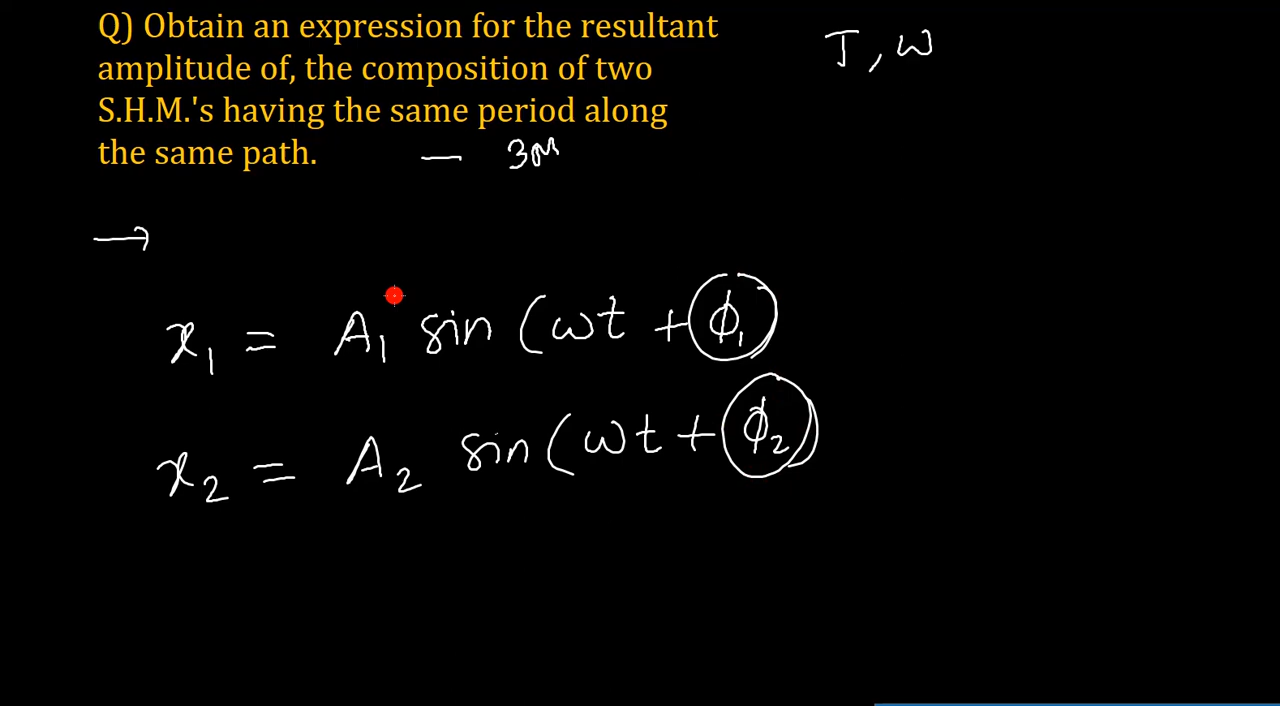 Q) Obtain an expression for the resultant
amplitude of, the composition of two
S.H.M.'s having the same period along
the same path. — 3M
T, ω
→
x₁ = A₁ sin (ωt + ϕ₁)
x₂ = A₂ sin (ωt + ϕ₂)